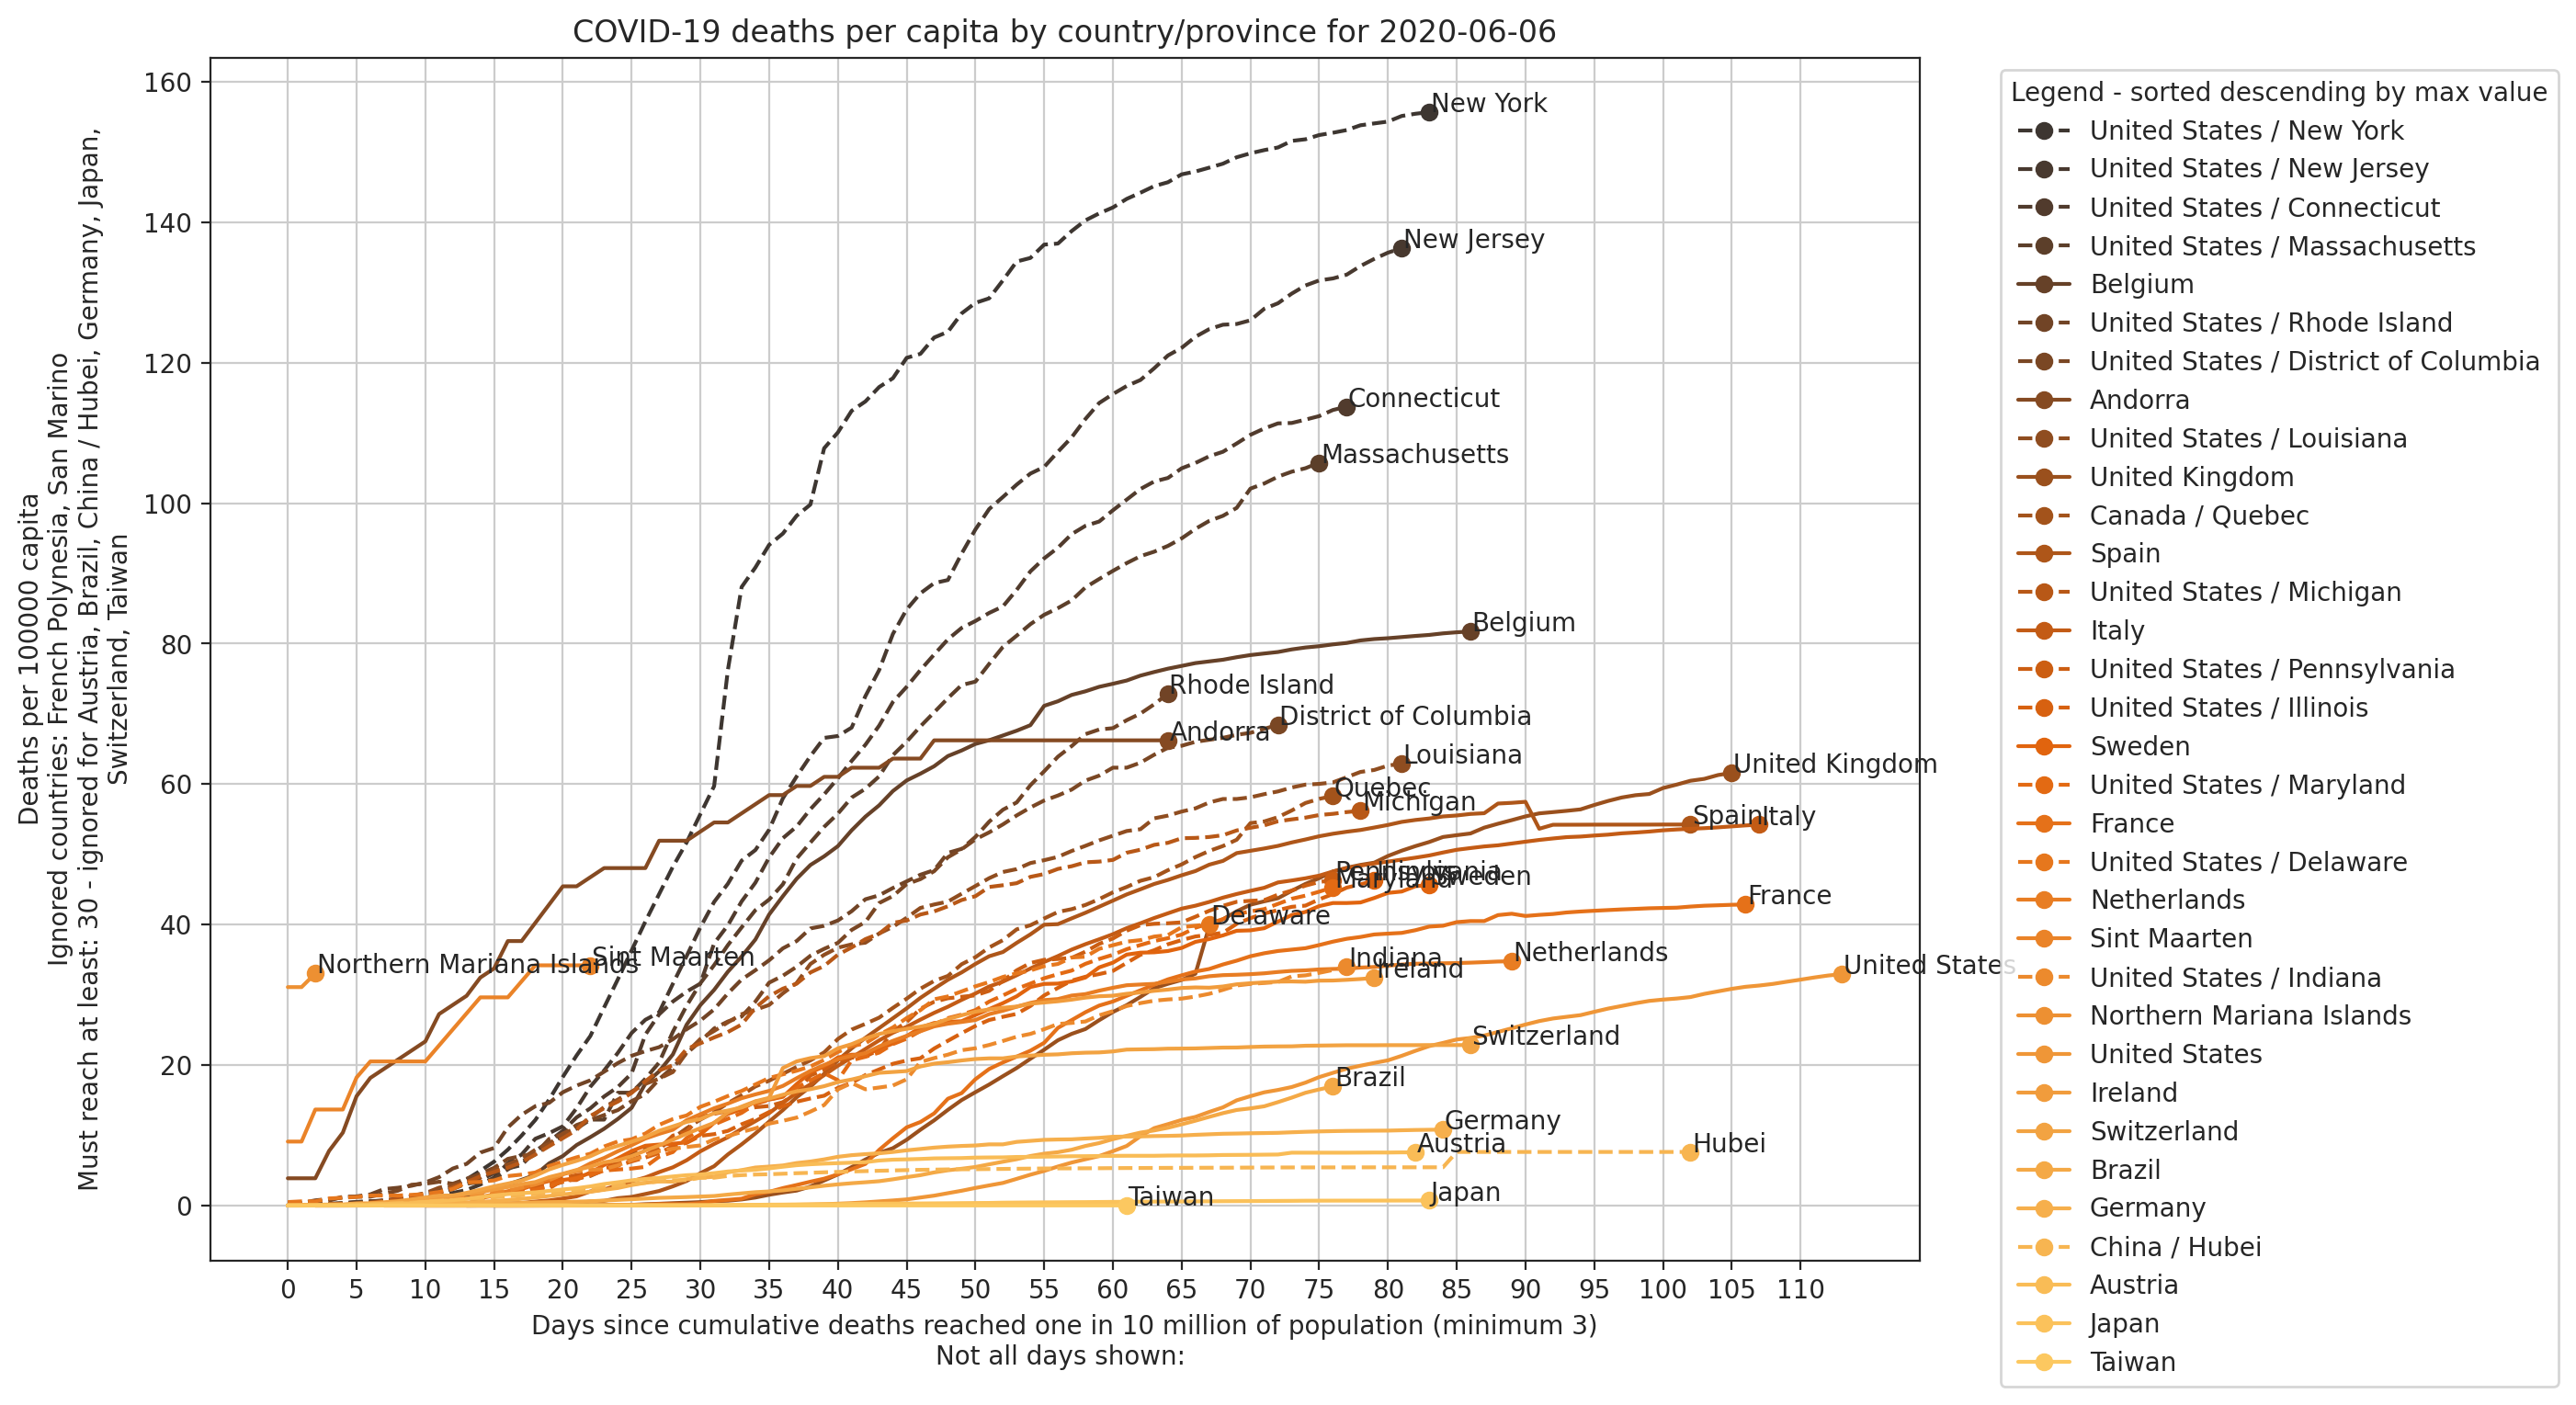 COVID-19 deaths per capita by country/province for 2020-06-06
Deaths per 100000 capita
Ignored countries: French Polynesia, San Marino
Must reach at least: 30 - ignored for Austria, Brazil, China / Hubei, Germany, Japan,
Switzerland, Taiwan
160
140
120
100
80
60
40
20
0
New York
New Jersey
Connecticut
Massachusetts
Belgium
Rhode Island
District of Columbia
Andorra
Louisiana
United Kingdom
Quebec
Michigan
Spain
Italy
Pennsylvania
Illinois
Maryland
Sweden
France
Delaware
Northern Mariana Islands
Sint Maarten
Indiana
Ireland
Netherlands
United States
Switzerland
Brazil
Germany
Austria
Hubei
Taiwan
Japan
0 5 10 15 20 25 30 35 40 45 50 55 60 65 70 75 80 85 90 95 100 105 110
Days since cumulative deaths reached one in 10 million of population (minimum 3)
Not all days shown:
Legend - sorted descending by max value
United States / New York
United States / New Jersey
United States / Connecticut
United States / Massachusetts
Belgium
United States / Rhode Island
United States / District of Columbia
Andorra
United States / Louisiana
United Kingdom
Canada / Quebec
Spain
United States / Michigan
Italy
United States / Pennsylvania
United States / Illinois
Sweden
United States / Maryland
France
United States / Delaware
Netherlands
Sint Maarten
United States / Indiana
Northern Mariana Islands
United States
Ireland
Switzerland
Brazil
Germany
China / Hubei
Austria
Japan
Taiwan